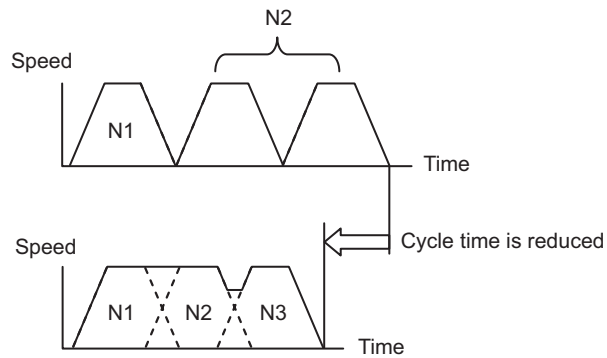 N2
Speed
N1
Time
Speed
Cycle time is reduced
N1 N2 N3
Time